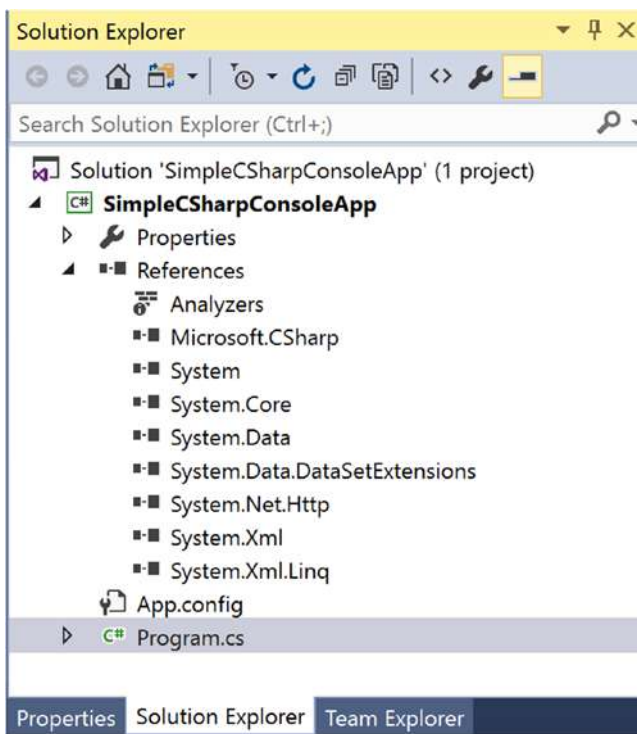 Solution Explorer
Search Solution Explorer (Ctrl+;)
Solution 'SimpleCSharpConsoleApp' (1 project)
C# SimpleCSharpConsoleApp
Properties
References
Analyzers
Microsoft.CSharp
System
System.Core
System.Data
System.Data.DataSetExtensions
System.Net.Http
System.Xml
System.Xml.Linq
App.config
C# Program.cs
Properties Solution Explorer Team Explorer